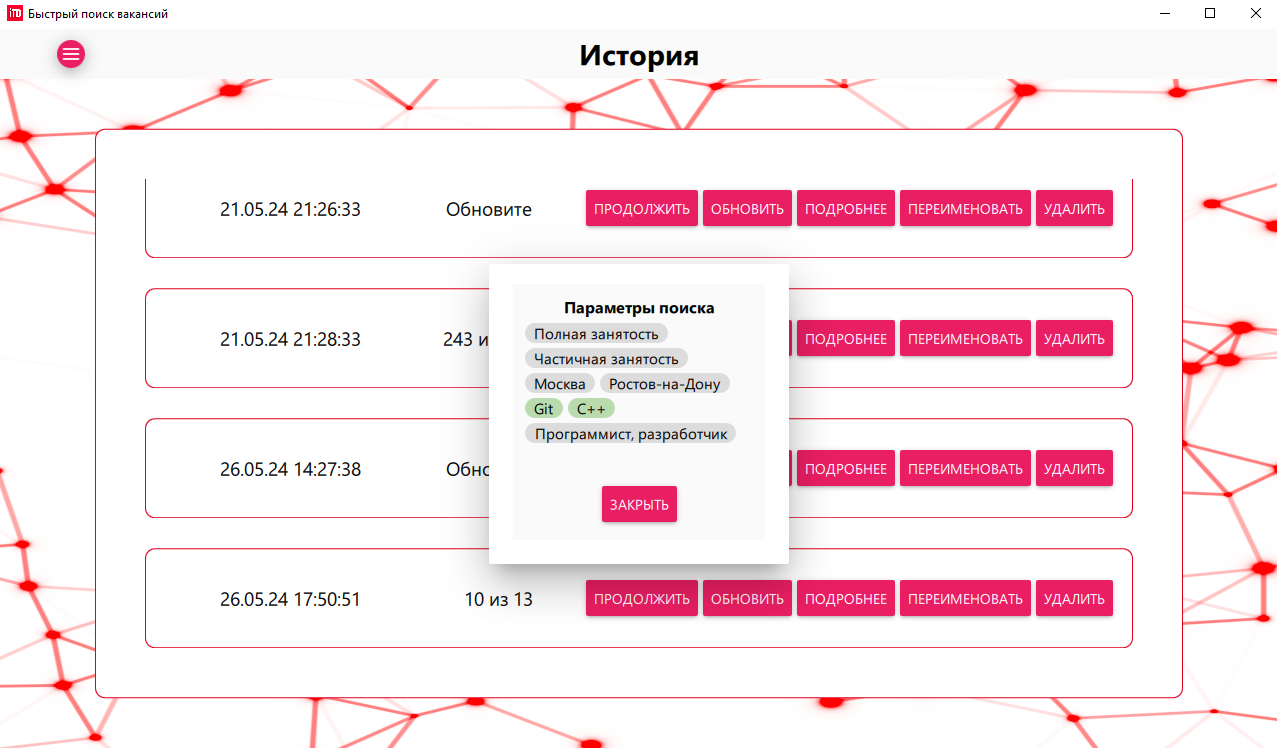 Быстрый поиск вакансий
История
21.05.24 21:26:33 Обновите ПРОДОЛЖИТЬ ОБНОВИТЬ ПОДРОБНЕЕ ПЕРЕИМЕНОВАТЬ УДАЛИТЬ
21.05.24 21:28:33 243 и ПОДРОБНЕЕ ПЕРЕИМЕНОВАТЬ УДАЛИТЬ
26.05.24 14:27:38 Обно ПОДРОБНЕЕ ПЕРЕИМЕНОВАТЬ УДАЛИТЬ
26.05.24 17:50:51 10 из 13 ПРОДОЛЖИТЬ ОБНОВИТЬ ПОДРОБНЕЕ ПЕРЕИМЕНОВАТЬ УДАЛИТЬ
Параметры поиска
Полная занятость
Частичная занятость
Москва Ростов-на-Дону
Git C++
Программист, разработчик
ЗАКРЫТЬ